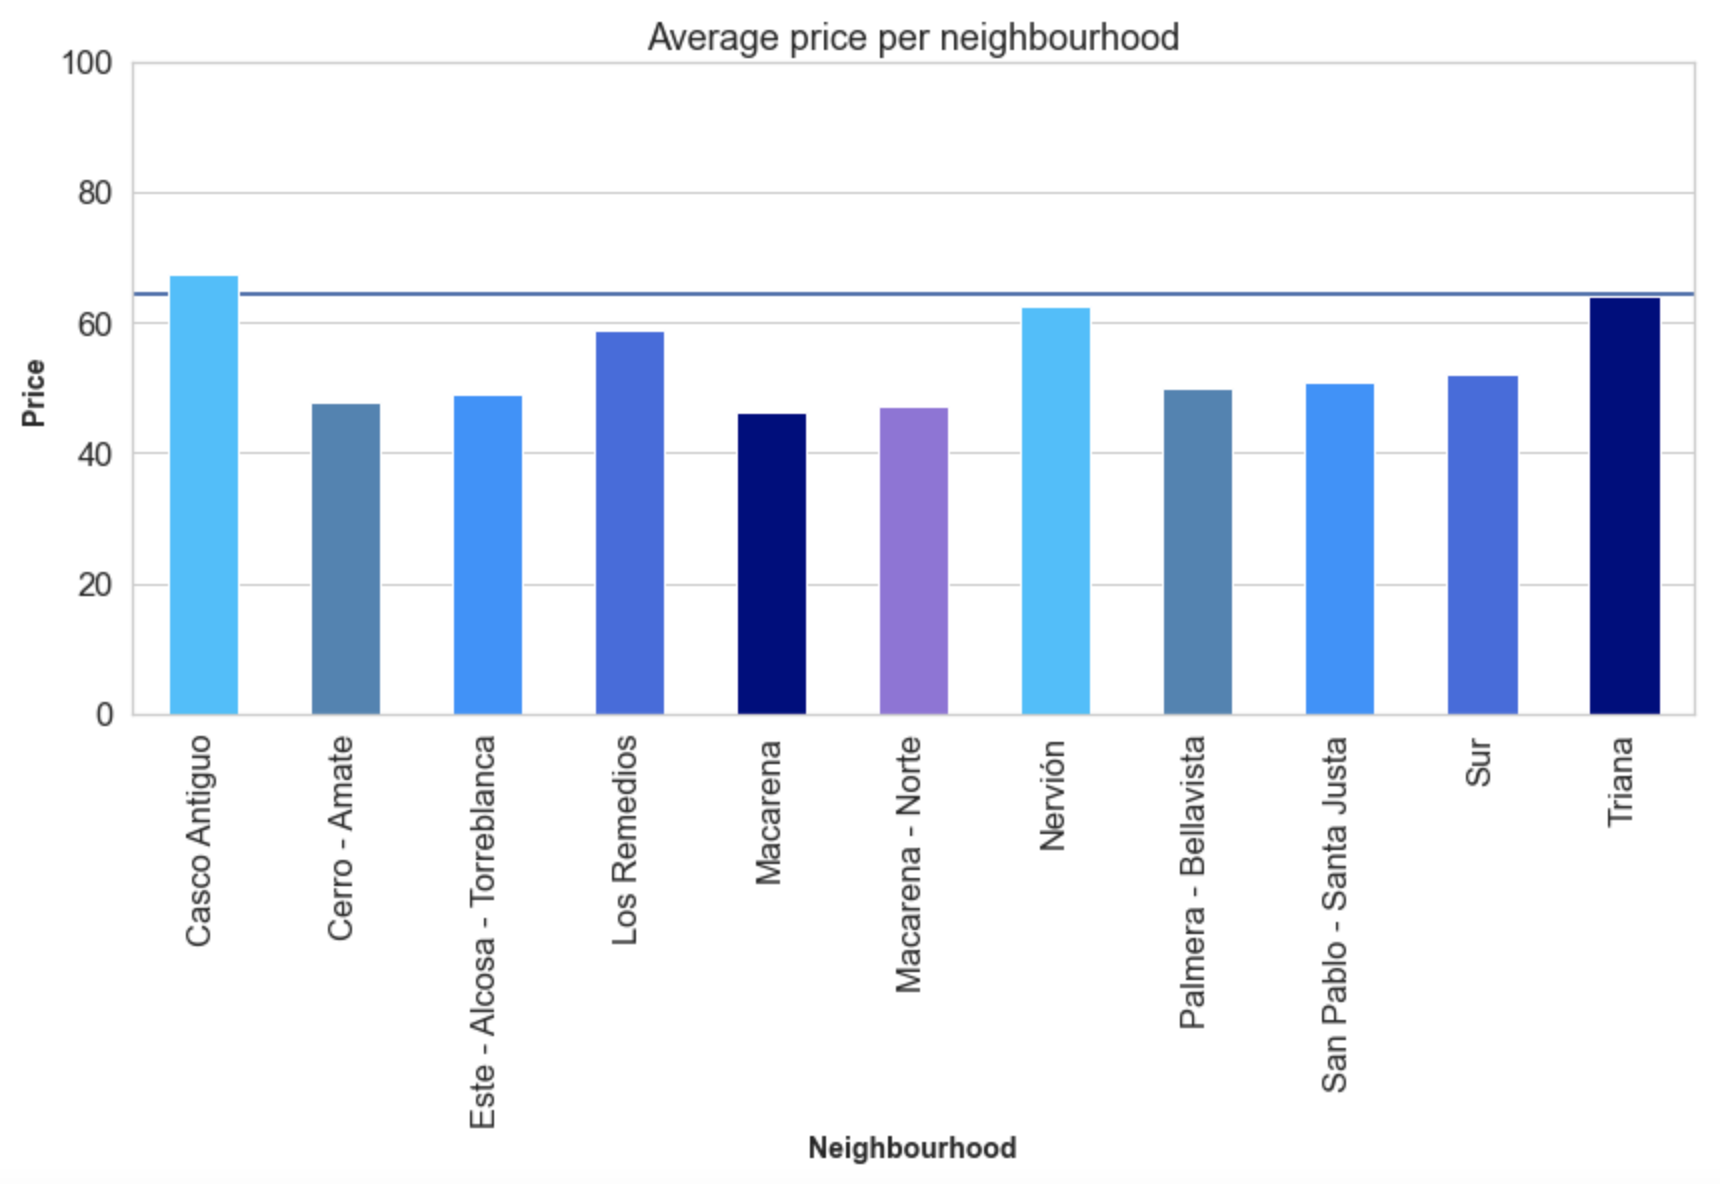 Average price per neighbourhood
100
80
60
40
20
0
Price
Casco Antiguo
Cerro - Amate
Este - Alcosa - Torreblanca
Los Remedios
Macarena
Macarena - Norte
Nervión
Palmera - Bellavista
San Pablo - Santa Justa
Sur
Triana
Neighbourhood